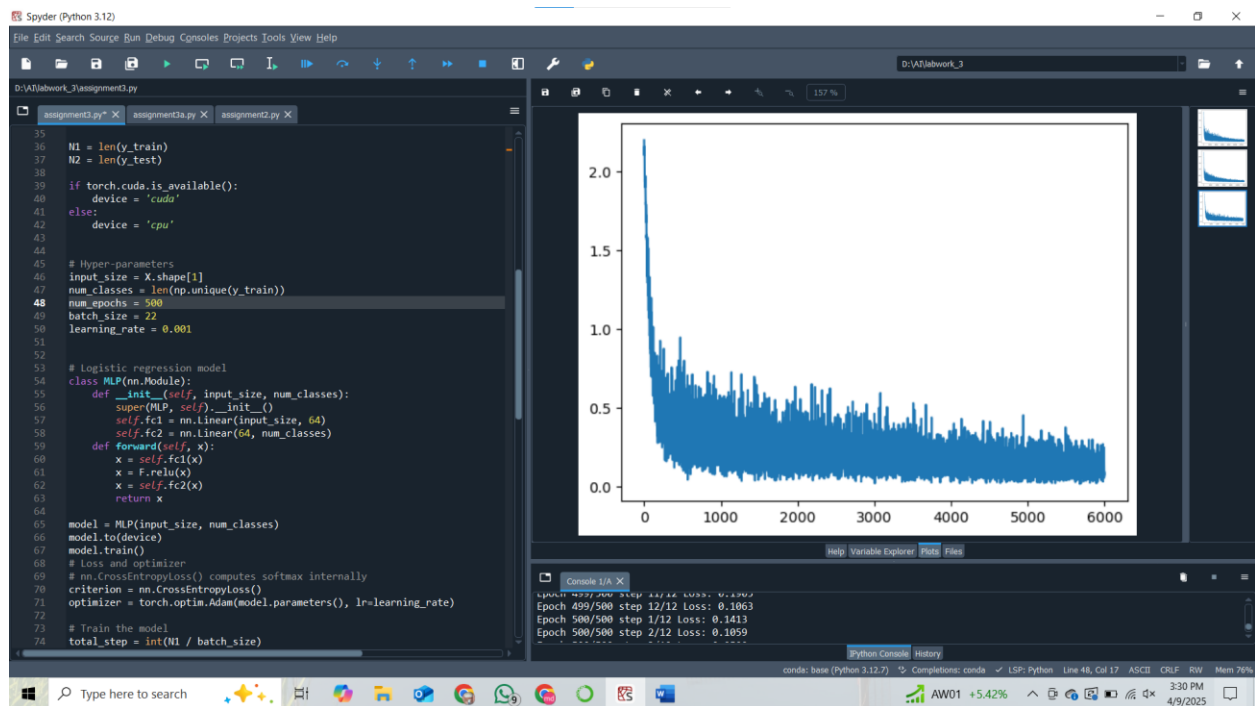 Spyder (Python 3.12)
File Edit Search Source Run Debug Consoles Projects Tools View Help
D:\AI\labwork_3
D:\AI\labwork_3\assignment3.py
157 %
assignment3.py* X assignment3a.py X assignment2.py X
35
36 N1 = len(y_train)
37 N2 = len(y_test)
38
39 if torch.cuda.is_available():
40 device = 'cuda'
41 else:
42 device = 'cpu'
43
44
45 # Hyper-parameters
46 input_size = X.shape[1]
47 num_classes = len(np.unique(y_train))
48 num_epochs = 500
49 batch_size = 22
50 learning_rate = 0.001
51
52
53 # Logistic regression model
54 class MLP(nn.Module):
55 def __init__(self, input_size, num_classes):
56 super(MLP, self).__init__()
57 self.fc1 = nn.Linear(input_size, 64)
58 self.fc2 = nn.Linear(64, num_classes)
59 def forward(self, x):
60 x = self.fc1(x)
61 x = F.relu(x)
62 x = self.fc2(x)
63 return x
64
65 model = MLP(input_size, num_classes)
66 model.to(device)
67 model.train()
68 # Loss and optimizer
69 # nn.CrossEntropyLoss() computes softmax internally
70 criterion = nn.CrossEntropyLoss()
71 optimizer = torch.optim.Adam(model.parameters(), lr=learning_rate)
72
73 # Train the model
74 total_step = int(N1 / batch_size)
2.0
1.5
1.0
0.5
0.0
0 1000 2000 3000 4000 5000 6000
Help Variable Explorer Plots Files
Console 1/A X
Epoch 499/500 step 11/12 Loss: 0.1905
Epoch 499/500 step 12/12 Loss: 0.1063
Epoch 500/500 step 1/12 Loss: 0.1413
Epoch 500/500 step 2/12 Loss: 0.1059
IPython Console History
conda: base (Python 3.12.7) Completions: conda LSP: Python Line 48, Col 17 ASCII CRLF RW Mem 76%
Type here to search
AW01 +5.42%
3:30 PM
4/9/2025